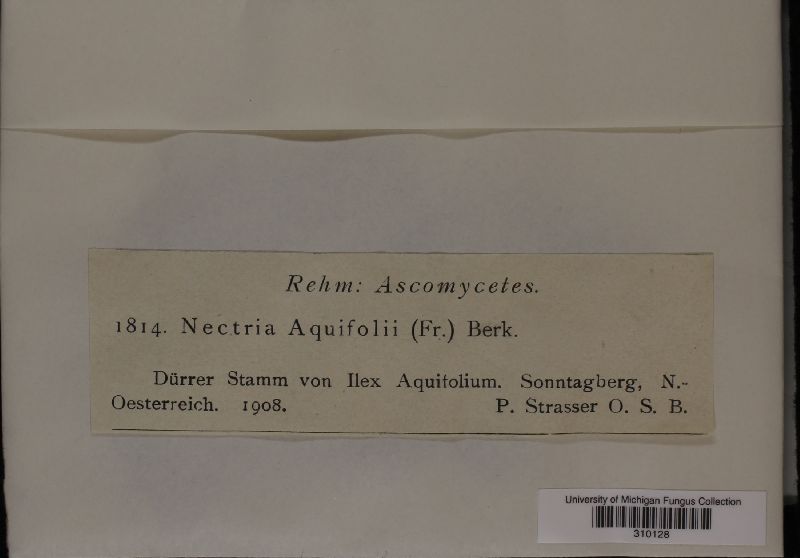 Rehm: Ascomycetes.
1814. Nectria Aquifolii (Fr.) Berk.
Dürrer Stamm von Ilex Aquifolium. Sonntagberg, N.-
Oesterreich. 1908. P. Strasser O. S. B.
University of Michigan Fungus Collection
310128